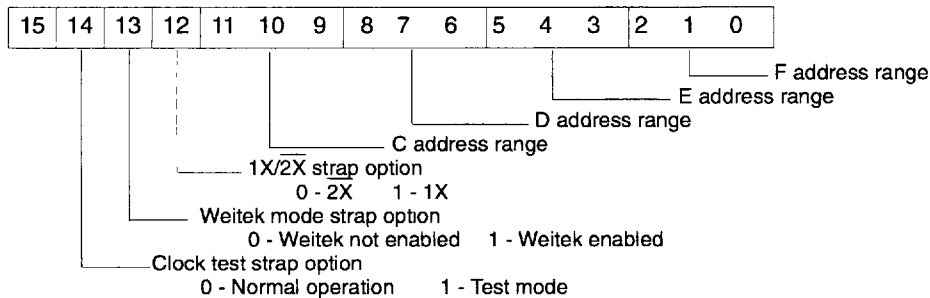 15 14 13 12 11 10 9 8 7 6 5 4 3 2 1 0
F address range
E address range
D address range
C address range
1X/2X strap option
0 - 2X 1 - 1X
Weitek mode strap option
0 - Weitek not enabled 1 - Weitek enabled
Clock test strap option
0 - Normal operation 1 - Test mode